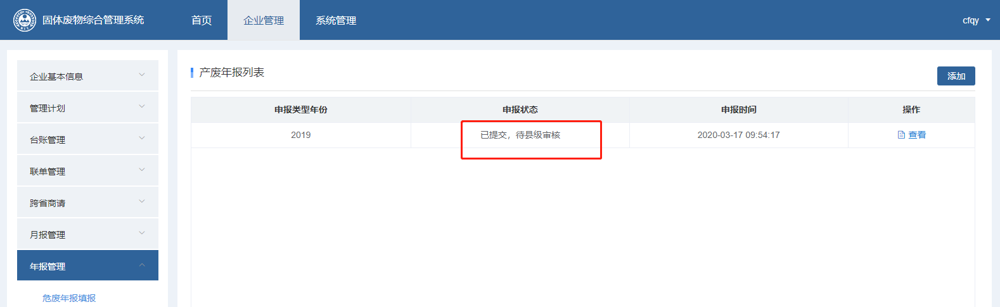 固体废物综合管理系统
首页
企业管理
系统管理
cfqy
企业基本信息
管理计划
台账管理
联单管理
跨省商请
月报管理
年报管理
危废年报填报
产废年报列表
添加
申报类型年份 申报状态 申报时间 操作
2019 已提交，待县级审核 2020-03-17 09:54:17 查看